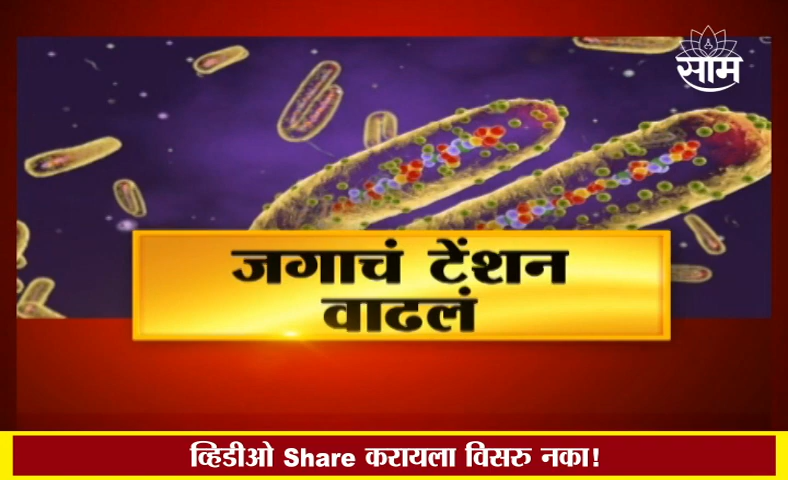 साम
जगाचं टेंशन
वाढलं
व्हिडीओ Share करायला विसरु नका!